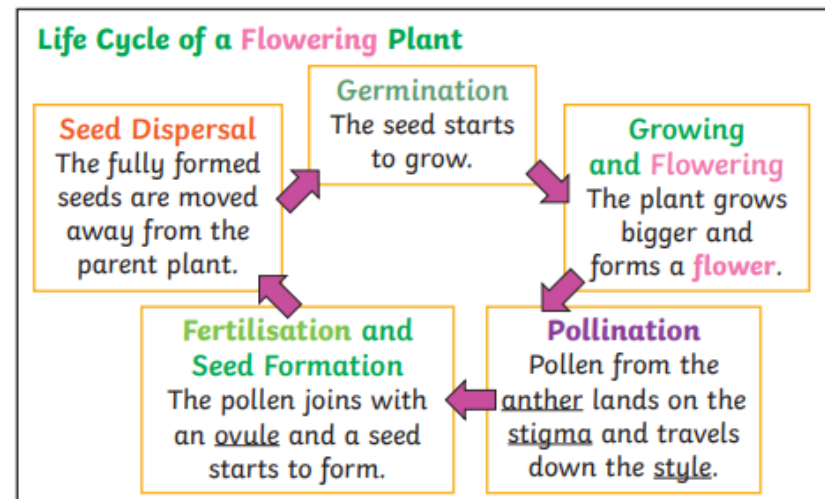 Life Cycle of a Flowering Plant
Germination
The seed starts
to grow.
Growing
and Flowering
The plant grows
bigger and
forms a flower.
Pollination
Pollen from the
anther lands on the
stigma and travels
down the style.
Fertilisation and
Seed Formation
The pollen joins with
an ovule and a seed
starts to form.
Seed Dispersal
The fully formed
seeds are moved
away from the
parent plant.